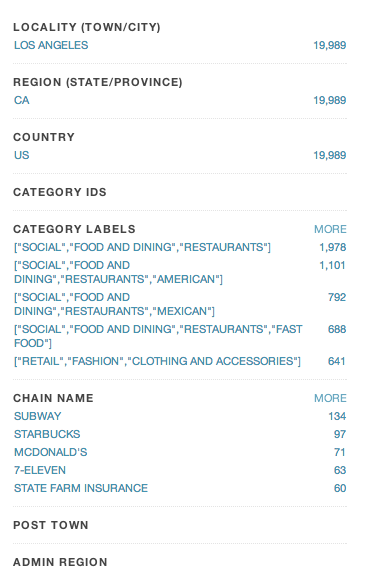 LOCALITY (TOWN/CITY)
LOS ANGELES 19,989
REGION (STATE/PROVINCE)
CA 19,989
COUNTRY
US 19,989
CATEGORY IDS
CATEGORY LABELS MORE
["SOCIAL","FOOD AND DINING","RESTAURANTS"] 1,978
["SOCIAL","FOOD AND 1,101
DINING","RESTAURANTS","AMERICAN"]
["SOCIAL","FOOD AND 792
DINING","RESTAURANTS","MEXICAN"]
["SOCIAL","FOOD AND DINING","RESTAURANTS","FAST 688
FOOD"]
["RETAIL","FASHION","CLOTHING AND ACCESSORIES"] 641
CHAIN NAME MORE
SUBWAY 134
STARBUCKS 97
MCDONALD'S 71
7-ELEVEN 63
STATE FARM INSURANCE 60
POST TOWN
ADMIN REGION